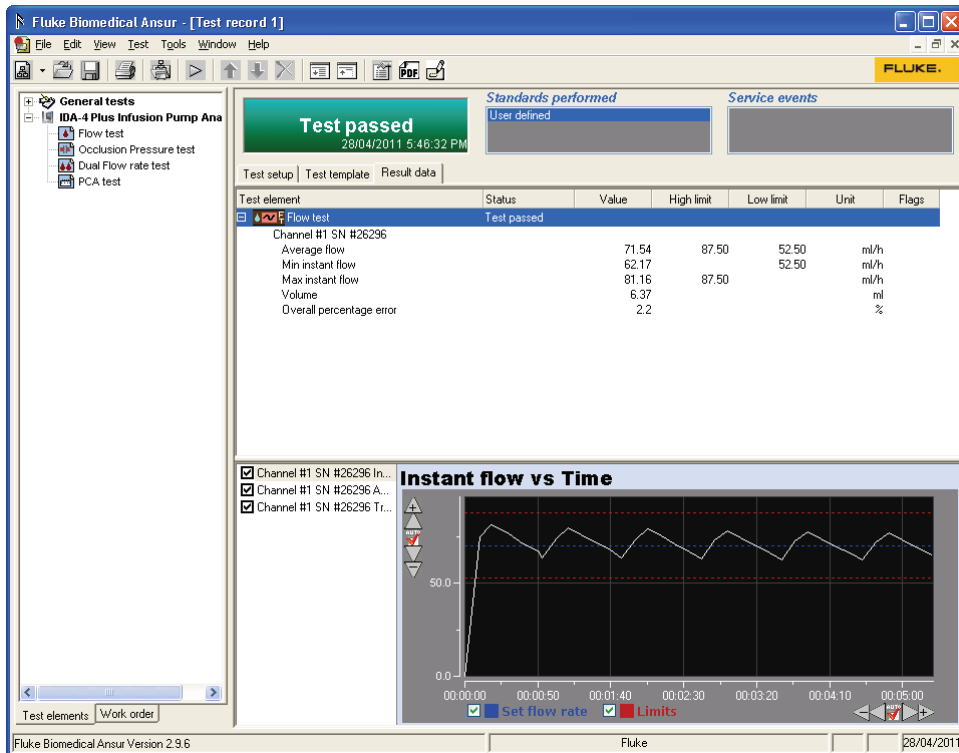 Fluke Biomedical Ansur - [Test record 1]
File Edit View Test Tools Window Help
PDF
FLUKE.
General tests
IDA-4 Plus Infusion Pump Ana
Flow test
Occlusion Pressure test
Dual Flow rate test
PCA test
Test passed
28/04/2011 5:46:32 PM
Standards performed
User defined
Service events
Test setup Test template Result data
Test element Status Value High limit Low limit Unit Flags
Flow test Test passed
Channel #1 SN #26296
Average flow 71.54 87.50 52.50 ml/h
Min instant flow 62.17 52.50 ml/h
Max instant flow 81.16 87.50 ml/h
Volume 6.37 ml
Overall percentage error 2.2 %
Channel #1 SN #26296 In...
Channel #1 SN #26296 A...
Channel #1 SN #26296 Tr...
Instant flow vs Time
AUTO
50.0
0.0
00:00:00 00:00:50 00:01:40 00:02:30 00:03:20 00:04:10 00:05:00
Set flow rate Limits
AUTO
Test elements Work order
Fluke Biomedical Ansur Version 2.9.6 Fluke 28/04/2011